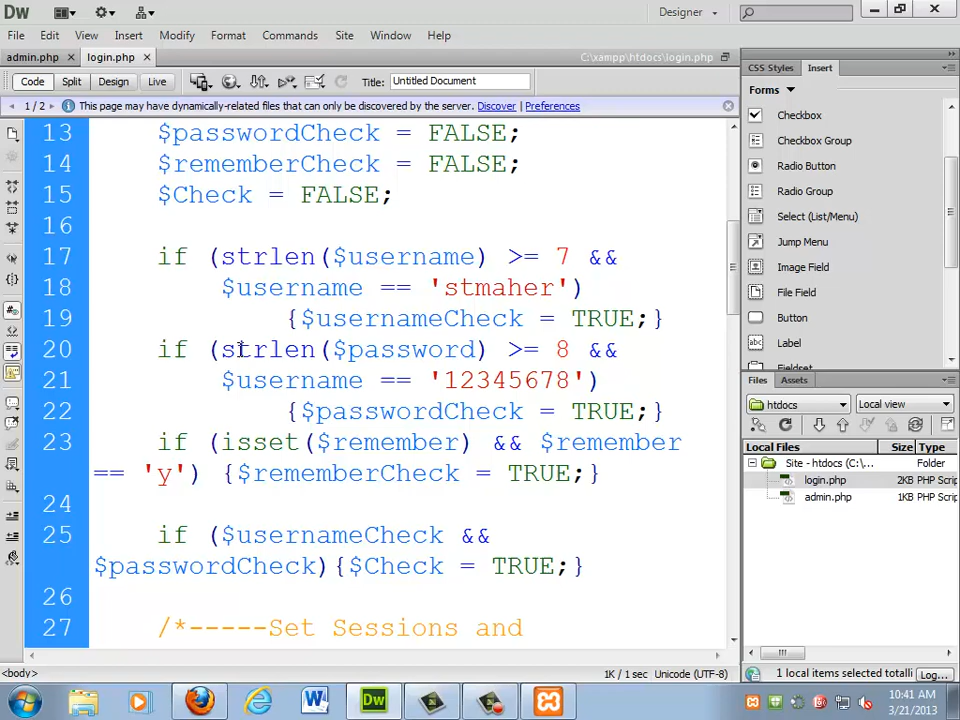 Dw
Designer
File Edit View Insert Modify Format Commands Site Window Help
admin.php login.php C:\xampp\htdocs\login.php
Code Split Design Live Title: Untitled Document
1 / 2 This page may have dynamically-related files that can only be discovered by the server. Discover | Preferences
13 $passwordCheck = FALSE;
14 $rememberCheck = FALSE;
15 $Check = FALSE;
16
17 if (strlen($username) >= 7 &&
18 $username == 'stmaher')
19 {$usernameCheck = TRUE;}
20 if (strlen($password) >= 8 &&
21 $username == '12345678')
22 {$passwordCheck = TRUE;}
23 if (isset($remember) && $remember
== 'y') {$rememberCheck = TRUE;}
24
25 if ($usernameCheck &&
$passwordCheck){$Check = TRUE;}
26
27 /*-----Set Sessions and
<body>
1K / 1 sec Unicode (UTF-8)
CSS Styles Insert
Forms
Checkbox
Checkbox Group
Radio Button
Radio Group
Select (List/Menu)
Jump Menu
Image Field
File Field
Button
Label
Fieldset
Files Assets
htdocs Local view
Local Files Size Type
Site - htdocs (C:\... Folder
login.php 2KB PHP Scrip
admin.php 1KB PHP Scrip
1 local items selected totalli Log...
W Dw
10:41 AM
3/21/2013